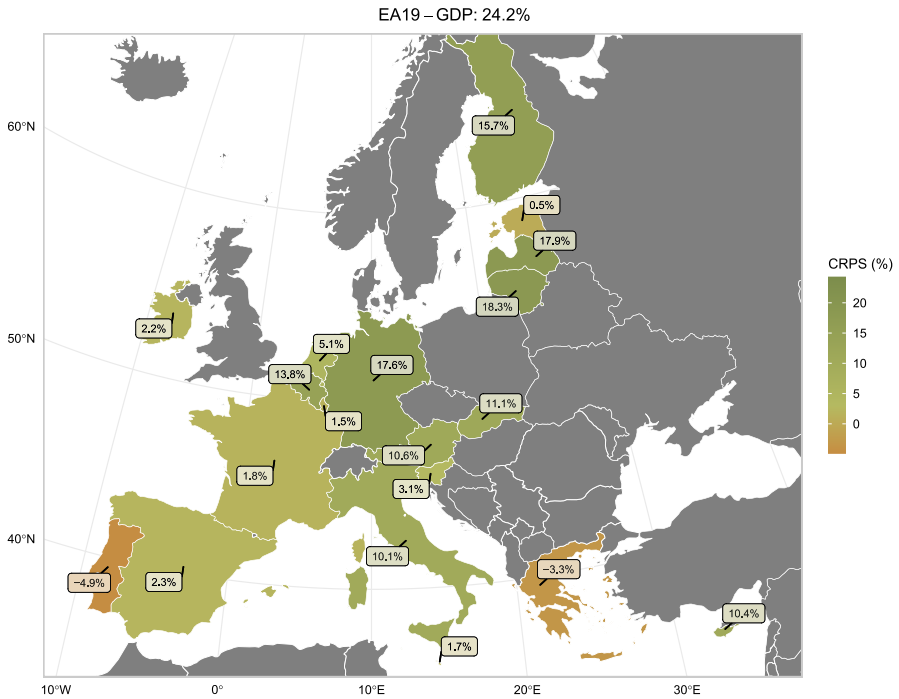 EA19 – GDP: 24.2%
60°N
15.7%
0.5%
17.9%
18.3%
2.2%
50°N
5.1%
13.8%
17.6%
1.5%
11.1%
10.6%
1.8%
3.1%
40°N
10.1%
−4.9%
2.3%
−3.3%
10.4%
1.7%
10°W
0°
10°E
20°E
30°E
CRPS (%)
20
15
10
5
0